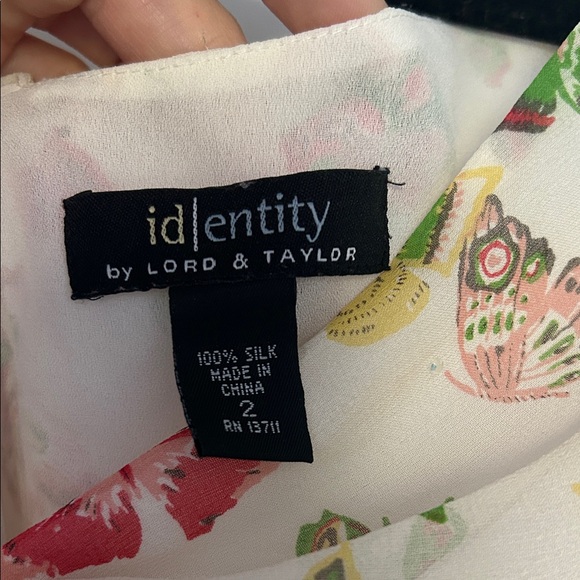 id|entity
by LORD & TAYLOR
100% SILK
MADE IN
CHINA
2
RN 13711